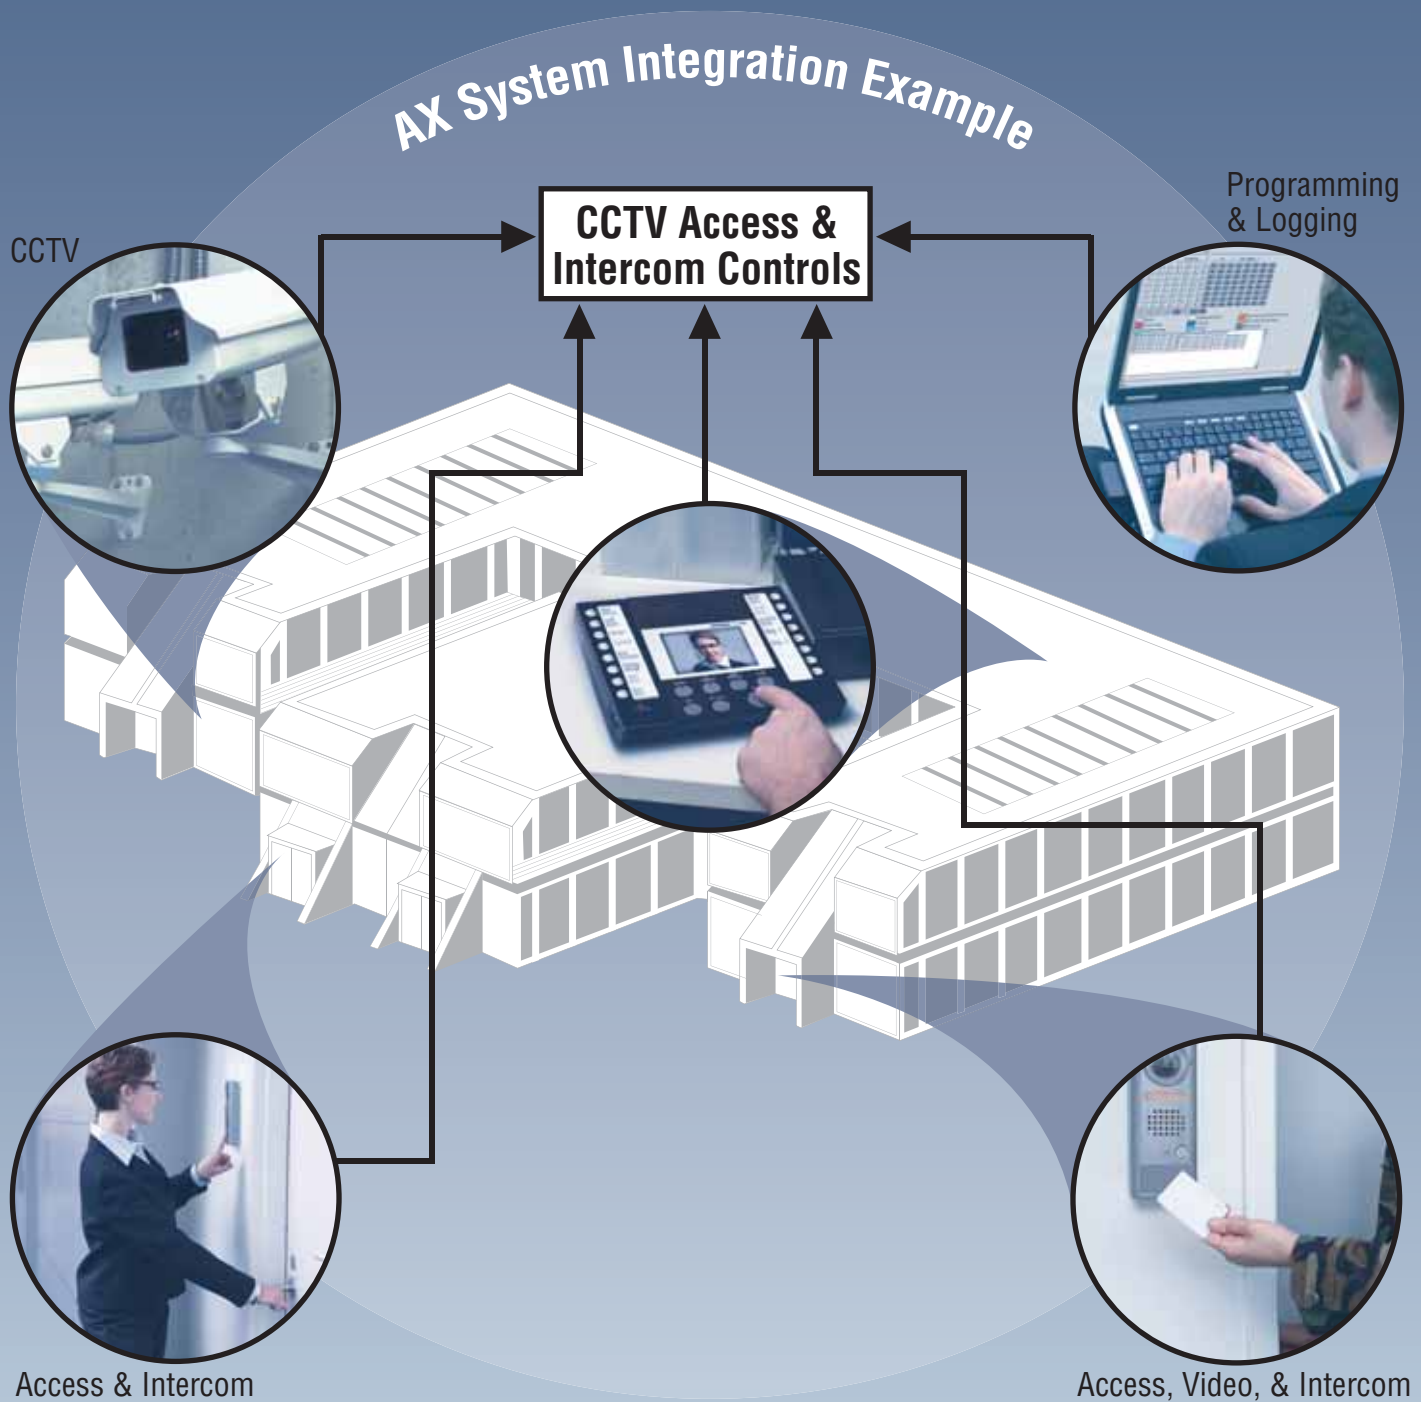 AX System Integration Example
CCTV Access &
Intercom Controls
Programming
& Logging
CCTV
Access & Intercom
Access, Video, & Intercom